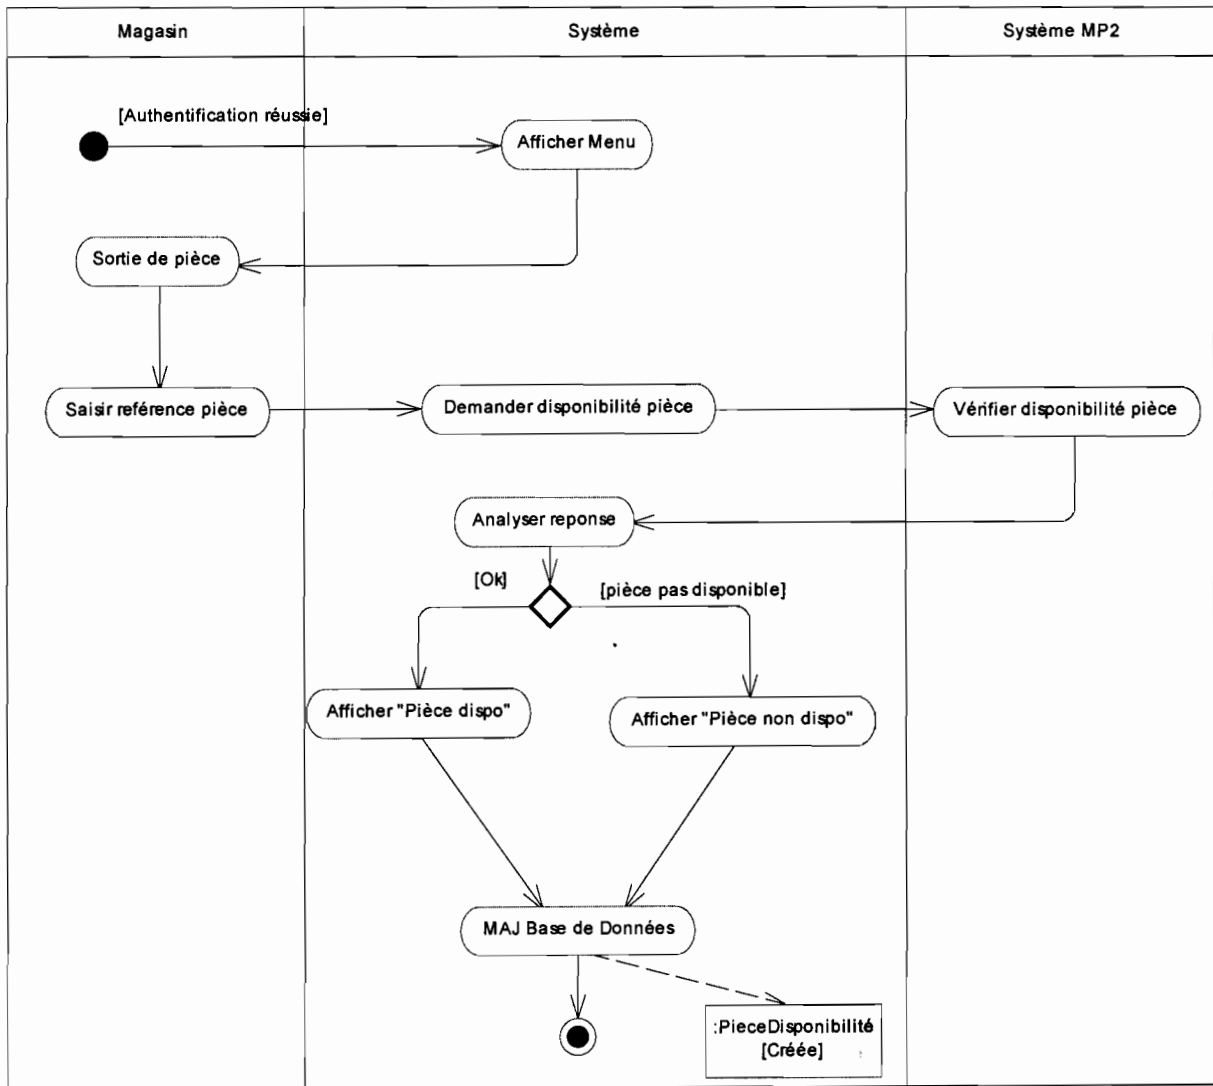 Magasin
Système
Système MP2
[Authentification réussie]
Afficher Menu
Sortie de pièce
Saisir reférence pièce
Demander disponibilité pièce
Vérifier disponibilité pièce
Analyser reponse
[Ok]
[pièce pas disponible]
Afficher "Pièce dispo"
Afficher "Pièce non dispo"
MAJ Base de Données
:PieceDisponibilité
[Créée]